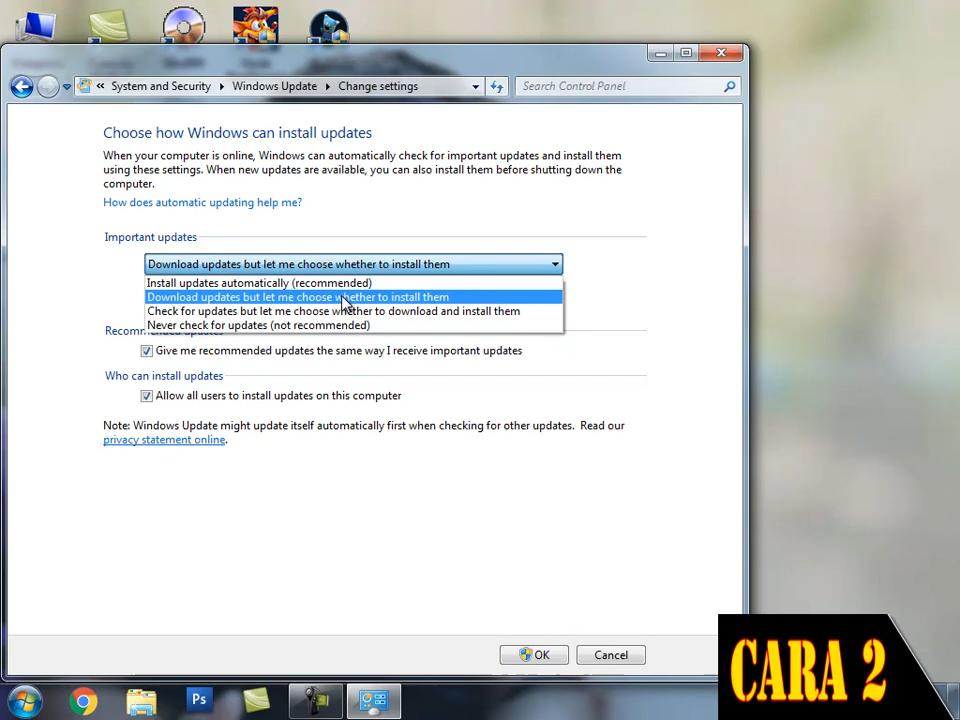 « System and Security Windows Update Change settings
Search Control Panel
Choose how Windows can install updates
When your computer is online, Windows can automatically check for important updates and install them
using these settings. When new updates are available, you can also install them before shutting down the
computer.
How does automatic updating help me?
Important updates
Download updates but let me choose whether to install them
Install updates automatically (recommended)
Download updates but let me choose whether to install them
Check for updates but let me choose whether to download and install them
Never check for updates (not recommended)
Give me recommended updates the same way I receive important updates
Who can install updates
Allow all users to install updates on this computer
Note: Windows Update might update itself automatically first when checking for other updates. Read our
privacy statement online.
OK Cancel
CARA 2
Ps